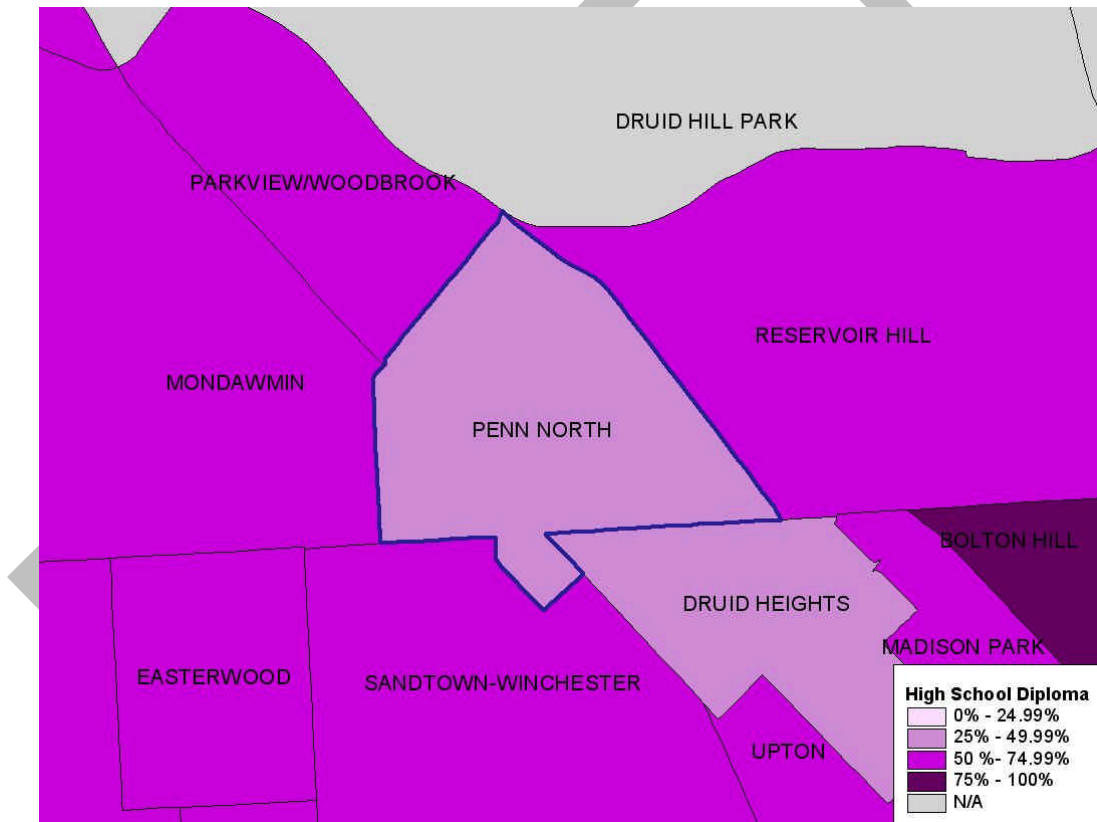 DRUID HILL PARK
PARKVIEW/WOODBROOK
RESERVOIR HILL
MONDAWMIN
PENN NORTH
BOLTON HILL
DRUID HEIGHTS
MADISON PARK
EASTERWOOD
SANDTOWN-WINCHESTER
UPTON
High School Diploma
0% - 24.99%
25% - 49.99%
50 %- 74.99%
75% - 100%
N/A